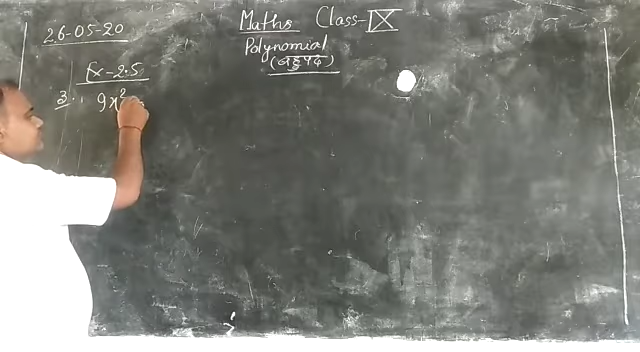 26-05-20
Maths Class-IX
Polynomial
(बहुपद)
Ex-2.5
3. 9x²